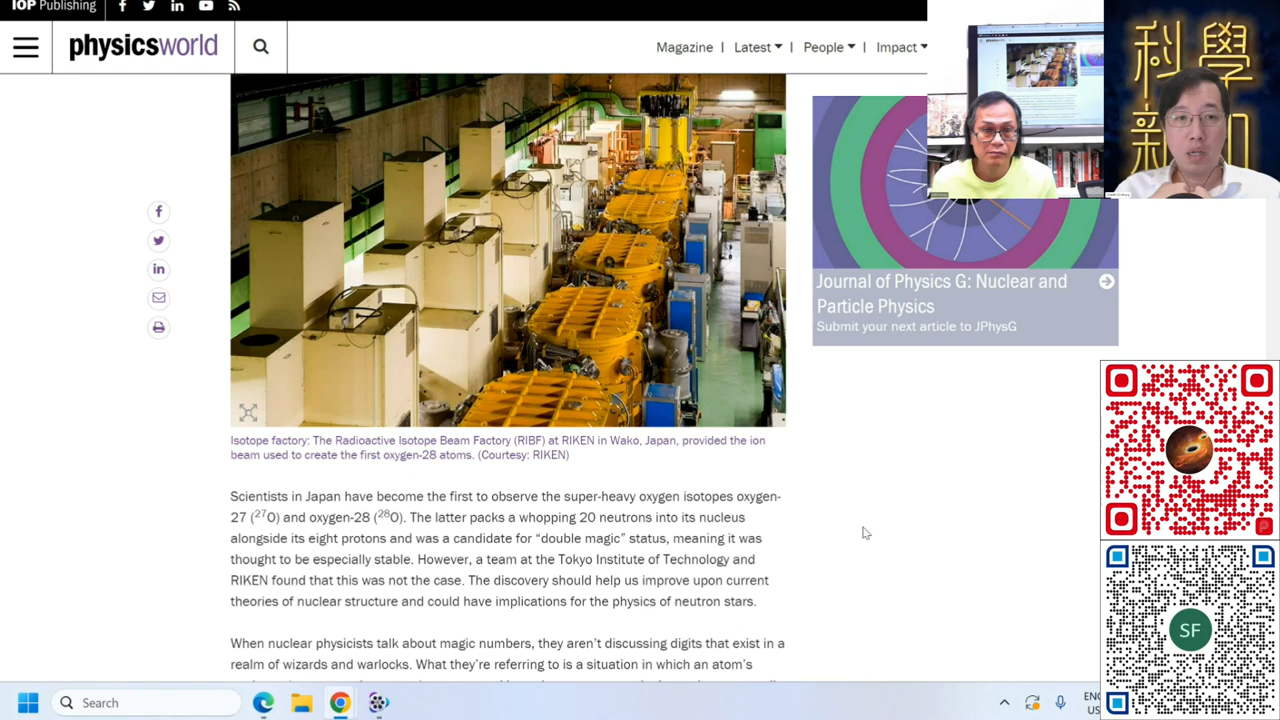 IOP Publishing
physicsworld
Magazine
Latest
People
Impact
科學
新知
Journal of Physics G: Nuclear and
Particle Physics
Submit your next article to JPhysG
Isotope factory: The Radioactive Isotope Beam Factory (RIBF) at RIKEN in Wako, Japan, provided the ion
beam used to create the first oxygen-28 atoms. (Courtesy: RIKEN)
Scientists in Japan have become the first to observe the super-heavy oxygen isotopes oxygen-
27 (²⁷O) and oxygen-28 (²⁸O). The latter packs a whopping 20 neutrons into its nucleus
alongside its eight protons and was a candidate for “double magic” status, meaning it was
thought to be especially stable. However, a team at the Tokyo Institute of Technology and
RIKEN found that this was not the case. The discovery should help us improve upon current
theories of nuclear structure and could have implications for the physics of neutron stars.
When nuclear physicists talk about magic numbers, they aren’t discussing digits that exist in a
realm of wizards and warlocks. What they’re referring to is a situation in which an atom’s
SF
Search
ENG
US